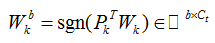 W_k^b = sgn(P_k^T W_k) ∈ □^{b×C_t}